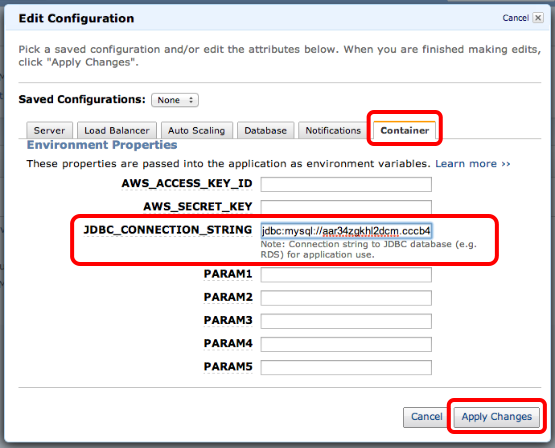 Edit Configuration
Cancel X
Pick a saved configuration and/or edit the attributes below. When you are finished making edits,
click "Apply Changes".
Saved Configurations: None
Server Load Balancer Auto Scaling Database Notifications Container
Environment Properties
These properties are passed into the application as environment variables. Learn more ››
AWS_ACCESS_KEY_ID
AWS_SECRET_KEY
JDBC_CONNECTION_STRING jdbc:mysql://aar34zgkhl2dcm.cccb4
Note: Connection string to JDBC database (e.g.
RDS) for application use.
PARAM1
PARAM2
PARAM3
PARAM4
PARAM5
Cancel Apply Changes